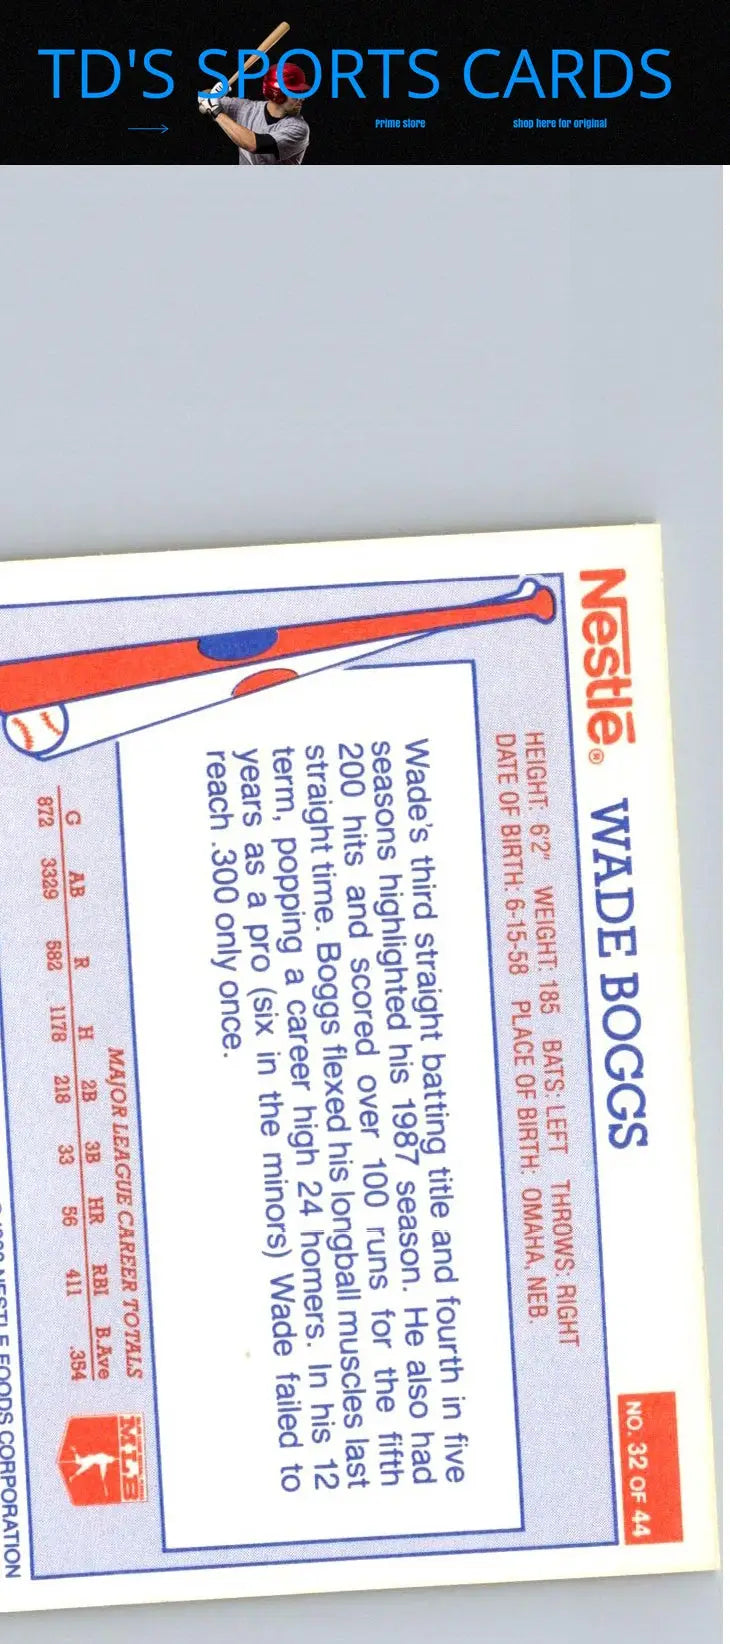 TD'S SPORTS CARDS
Prime store
shop here for original
Nestlē® WADE BOGGS
NO. 32 OF 44
HEIGHT: 6'2" WEIGHT: 185 BATS: LEFT THROWS: RIGHT
DATE OF BIRTH: 6-15-58 PLACE OF BIRTH: OMAHA, NEB.
Wade's third straight batting title and fourth in five
seasons highlighted his 1987 season. He also had
200 hits and scored over 100 runs for the fifth
straight time. Boggs flexed his longball muscles last
term, popping a career high 24 homers. In his 12
years as a pro (six in the minors) Wade failed to
reach .300 only once.
MAJOR LEAGUE CAREER TOTALS
G AB R H 2B 3B HR RBI B.Ave
872 3329 582 1178 218 33 56 411 .354
MLB
NESTLE FOODS CORPORATION